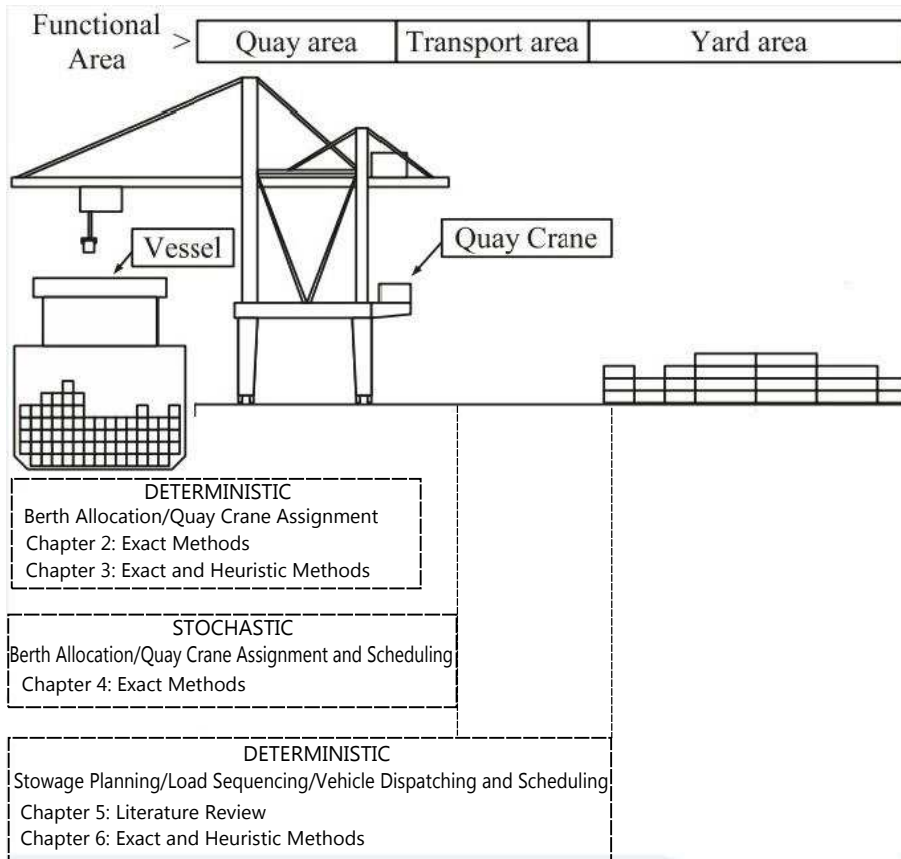 Functional
Area
>
Quay area
Transport area
Yard area
Vessel
Quay Crane
DETERMINISTIC
Berth Allocation/Quay Crane Assignment
Chapter 2: Exact Methods
Chapter 3: Exact and Heuristic Methods
STOCHASTIC
Berth Allocation/Quay Crane Assignment and Scheduling
Chapter 4: Exact Methods
DETERMINISTIC
Stowage Planning/Load Sequencing/Vehicle Dispatching and Scheduling
Chapter 5: Literature Review
Chapter 6: Exact and Heuristic Methods